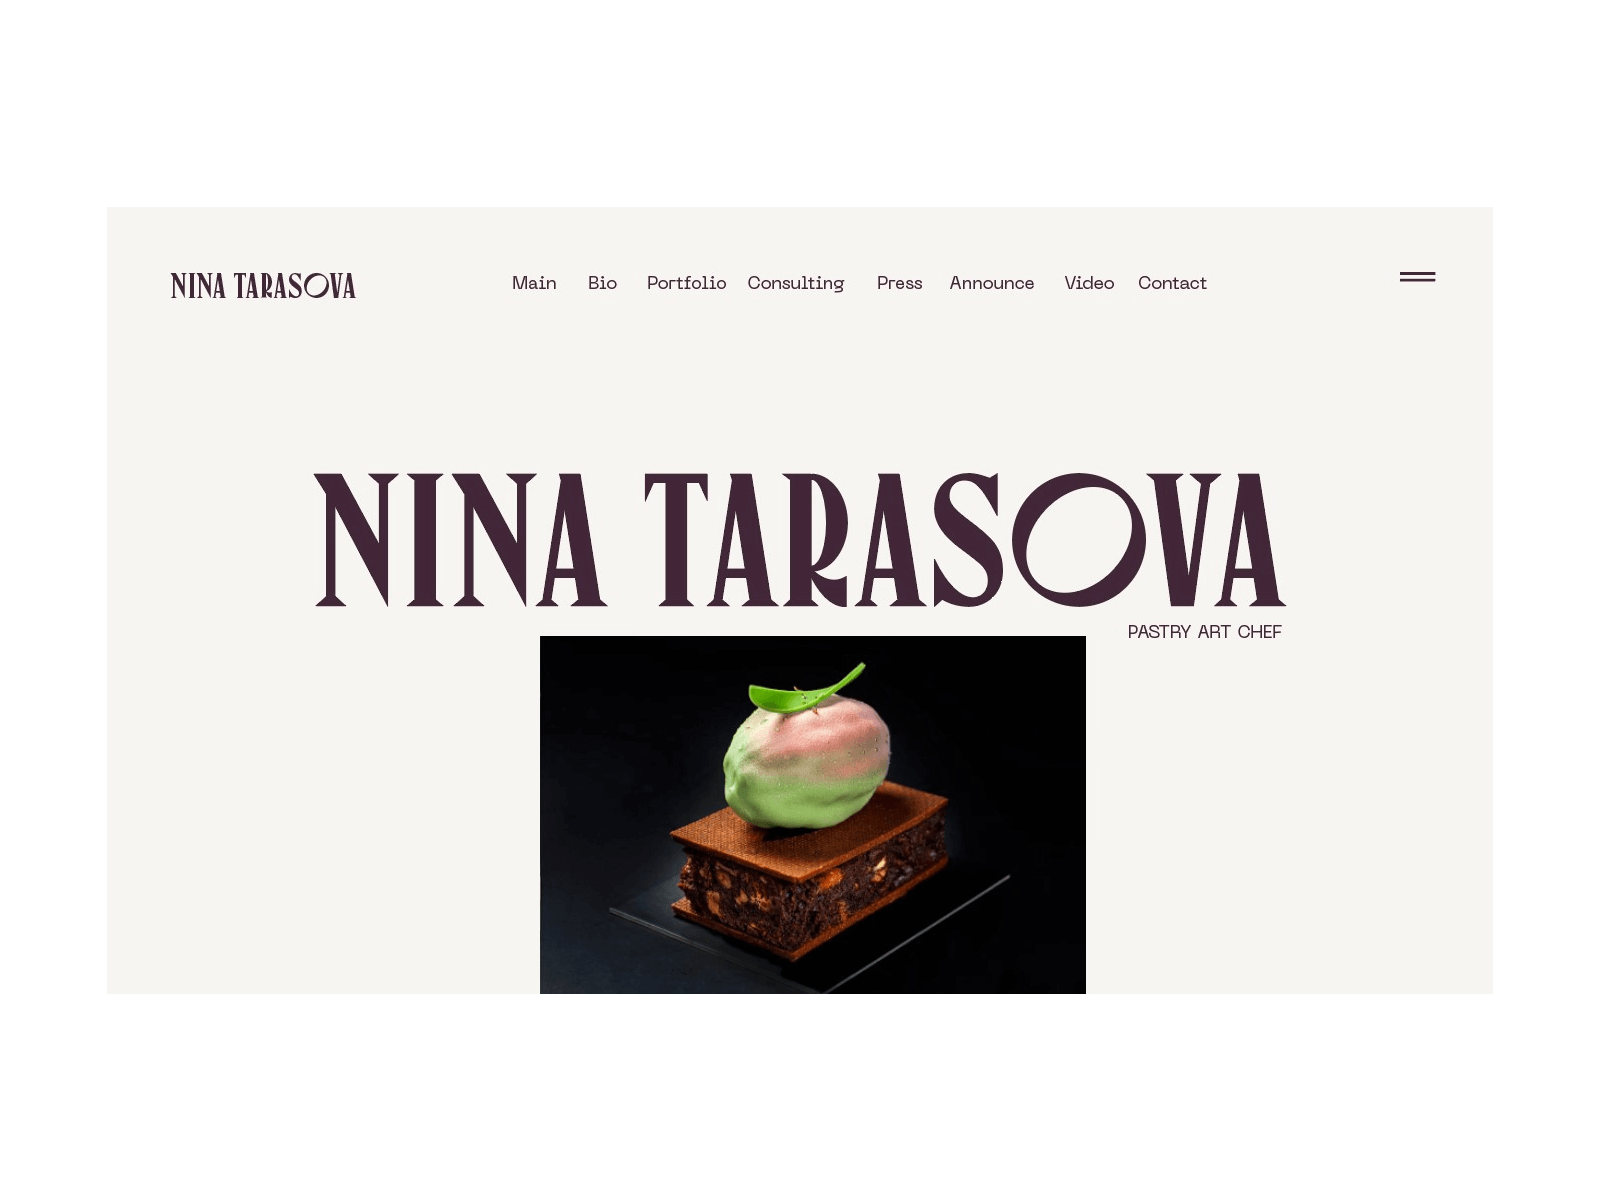 NINA TARASOVA
Main Bio Portfolio Consulting Press Announce Video Contact
NINA TARASOVA
PASTRY ART CHEF